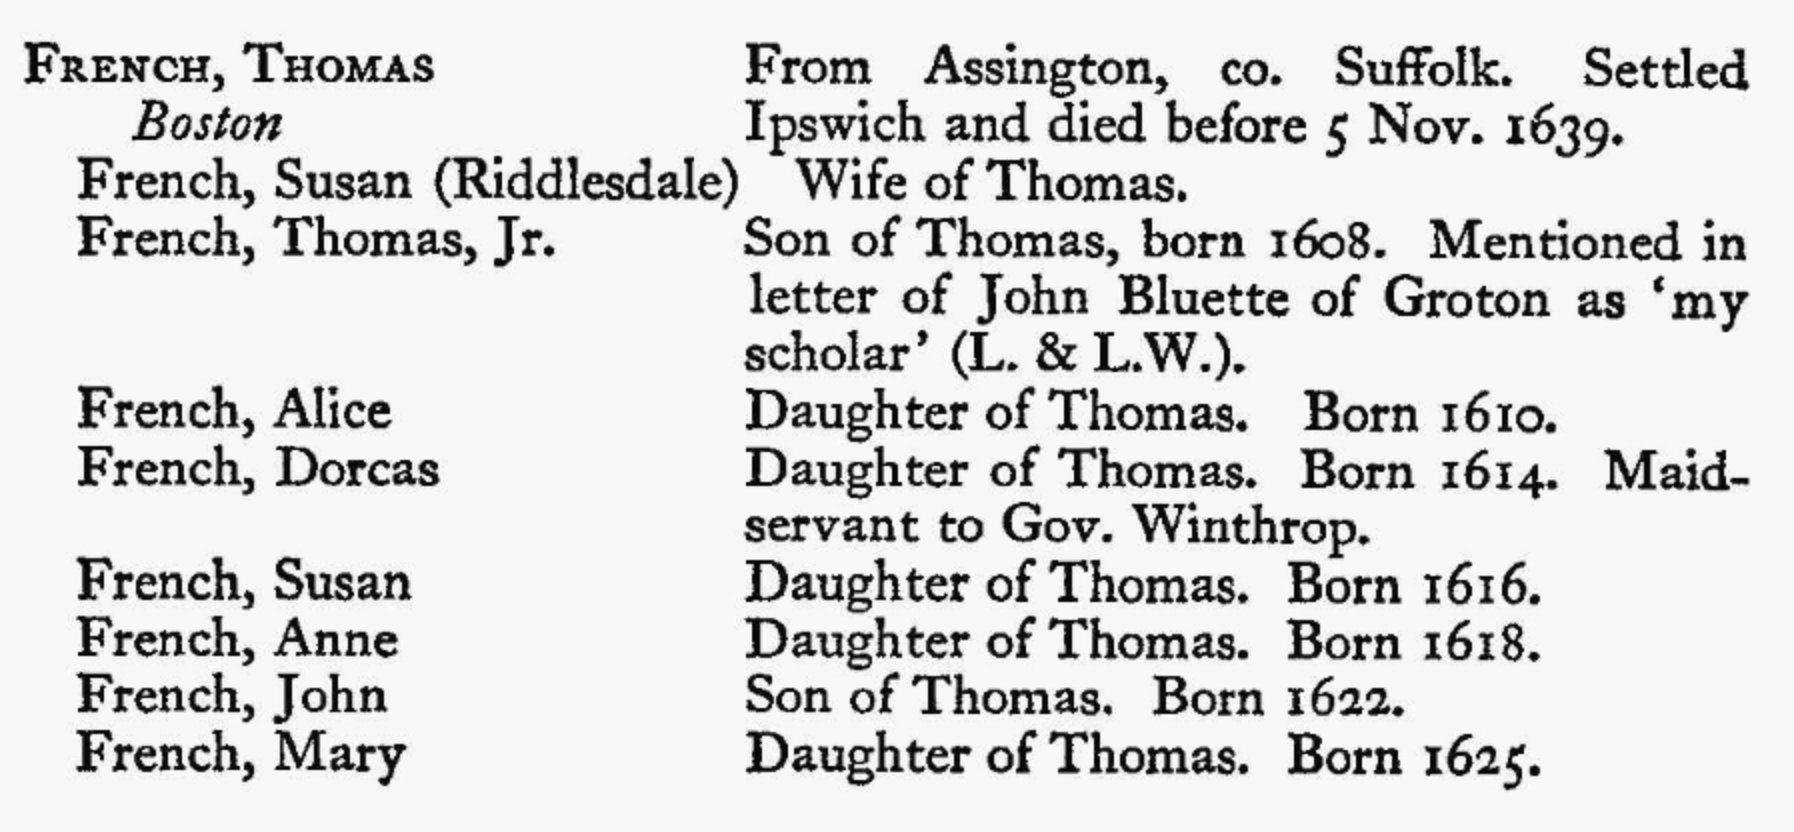 FRENCH, THOMAS From Assington, co. Suffolk. Settled
Boston Ipswich and died before 5 Nov. 1639.
French, Susan (Riddlesdale) Wife of Thomas.
French, Thomas, Jr. Son of Thomas, born 1608. Mentioned in
letter of John Bluette of Groton as ‘my
scholar’ (L. & L.W.).
French, Alice Daughter of Thomas. Born 1610.
French, Dorcas Daughter of Thomas. Born 1614. Maid-
servant to Gov. Winthrop.
French, Susan Daughter of Thomas. Born 1616.
French, Anne Daughter of Thomas. Born 1618.
French, John Son of Thomas. Born 1622.
French, Mary Daughter of Thomas. Born 1625.